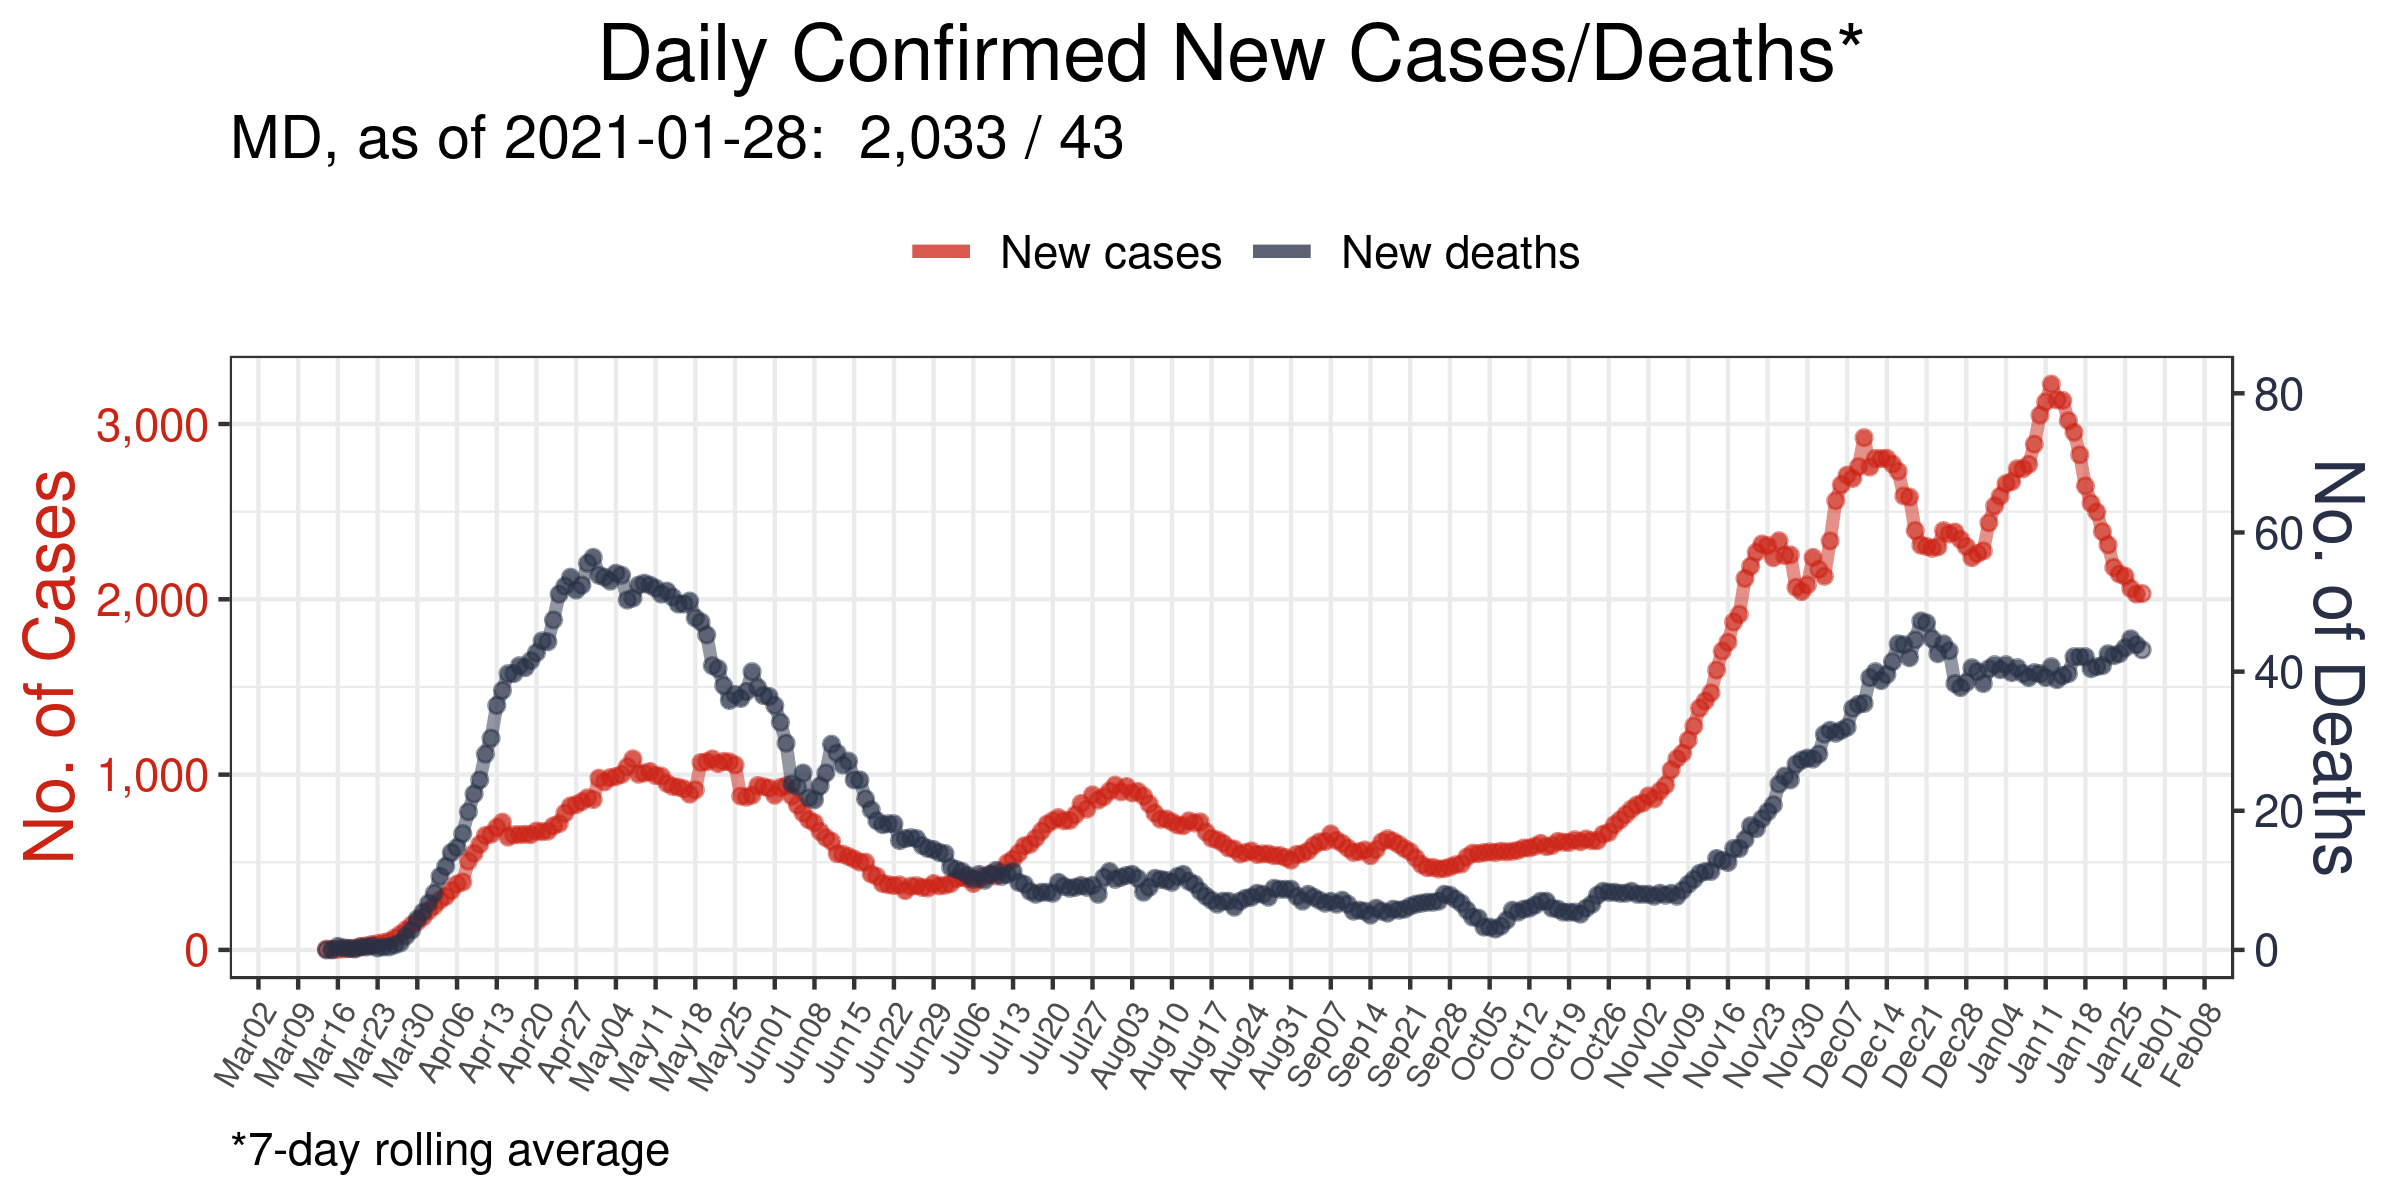 Daily Confirmed New Cases/Deaths*
MD, as of 2021-01-28:  2,033 / 43
New cases
New deaths
No. of Cases
3,000
2,000
1,000
0
80
60
40
20
0
No. of Deaths
Mar02
Mar09
Mar16
Mar23
Mar30
Apr06
Apr13
Apr20
Apr27
May04
May11
May18
May25
Jun01
Jun08
Jun15
Jun22
Jun29
Jul06
Jul13
Jul20
Jul27
Aug03
Aug10
Aug17
Aug24
Aug31
Sep07
Sep14
Sep21
Sep28
Oct05
Oct12
Oct19
Oct26
Nov02
Nov09
Nov16
Nov23
Nov30
Dec07
Dec14
Dec21
Dec28
Jan04
Jan11
Jan18
Jan25
Feb01
Feb08
*7-day rolling average